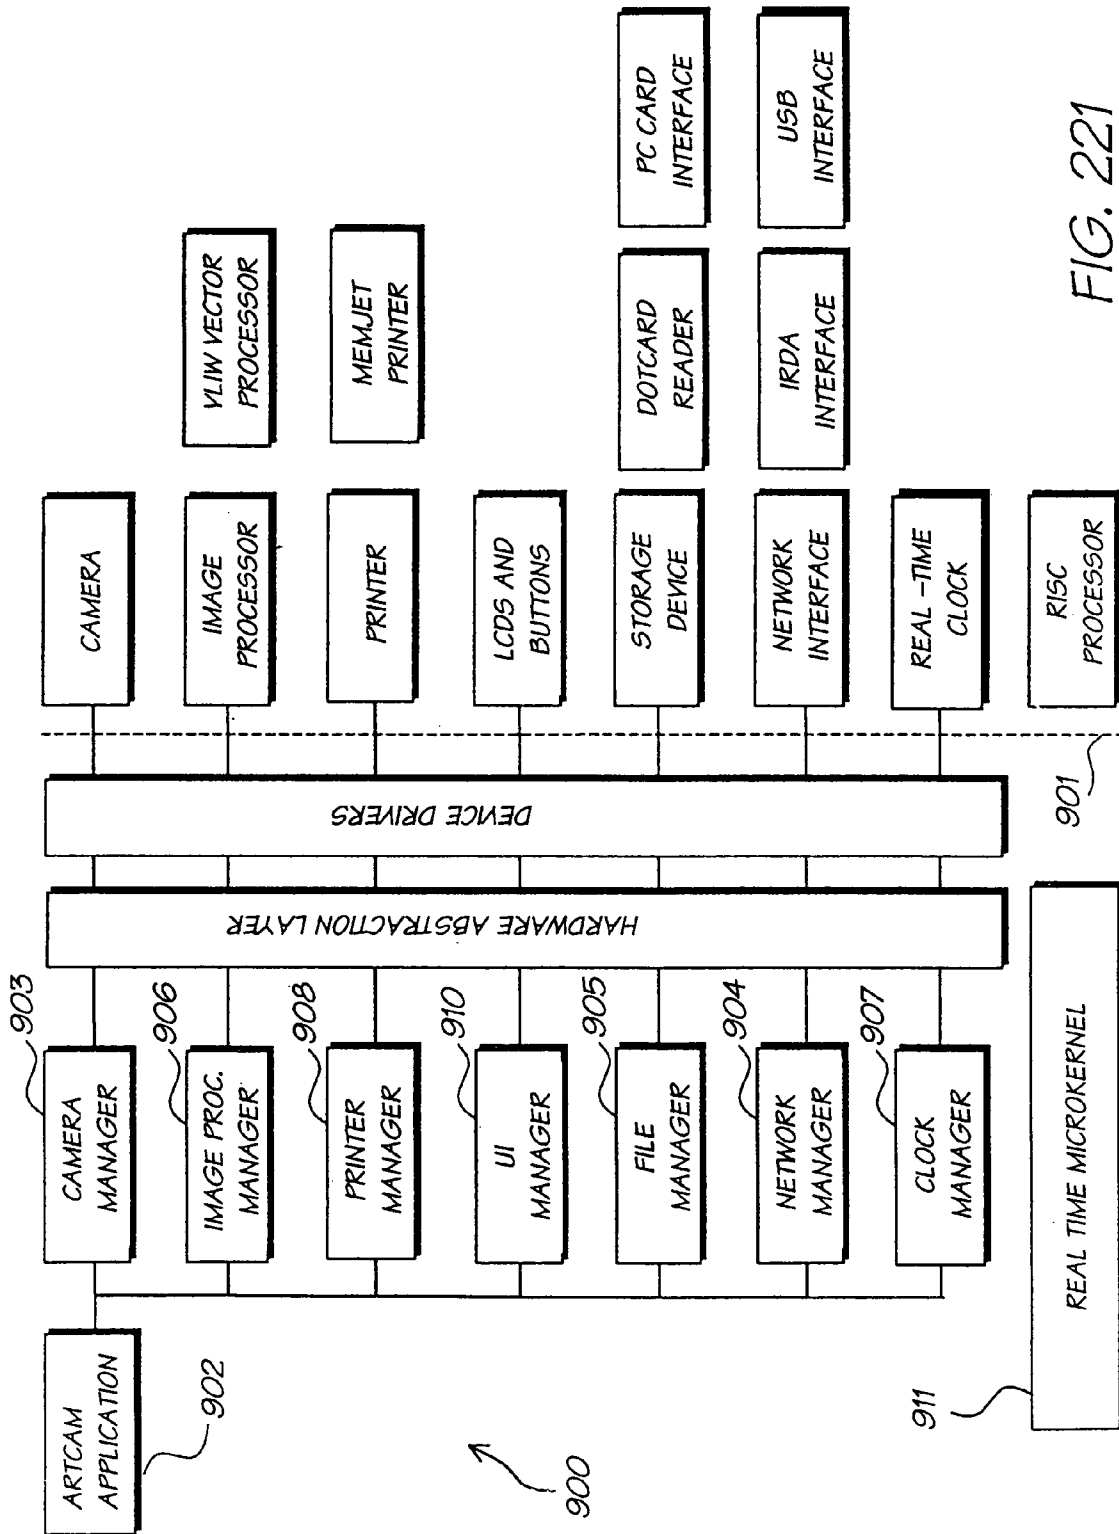 ARTCAM
APPLICATION
902
CAMERA
MANAGER
903
CAMERA
IMAGE PROC.
MANAGER
906
IMAGE
PROCESSOR
VLIW VECTOR
PROCESSOR
PRINTER
MANAGER
908
PRINTER
MEMJET
PRINTER
UI
MANAGER
910
LCDS AND
BUTTONS
FILE
MANAGER
905
STORAGE
DEVICE
DOTCARD
READER
PC CARD
INTERFACE
NETWORK
MANAGER
904
NETWORK
INTERFACE
IRDA
INTERFACE
USB
INTERFACE
CLOCK
MANAGER
907
REAL-TIME
CLOCK
HARDWARE ABSTRACTION LAYER
DEVICE DRIVERS
900
911
REAL TIME MICROKERNEL
901
RISC
PROCESSOR
FIG. 221